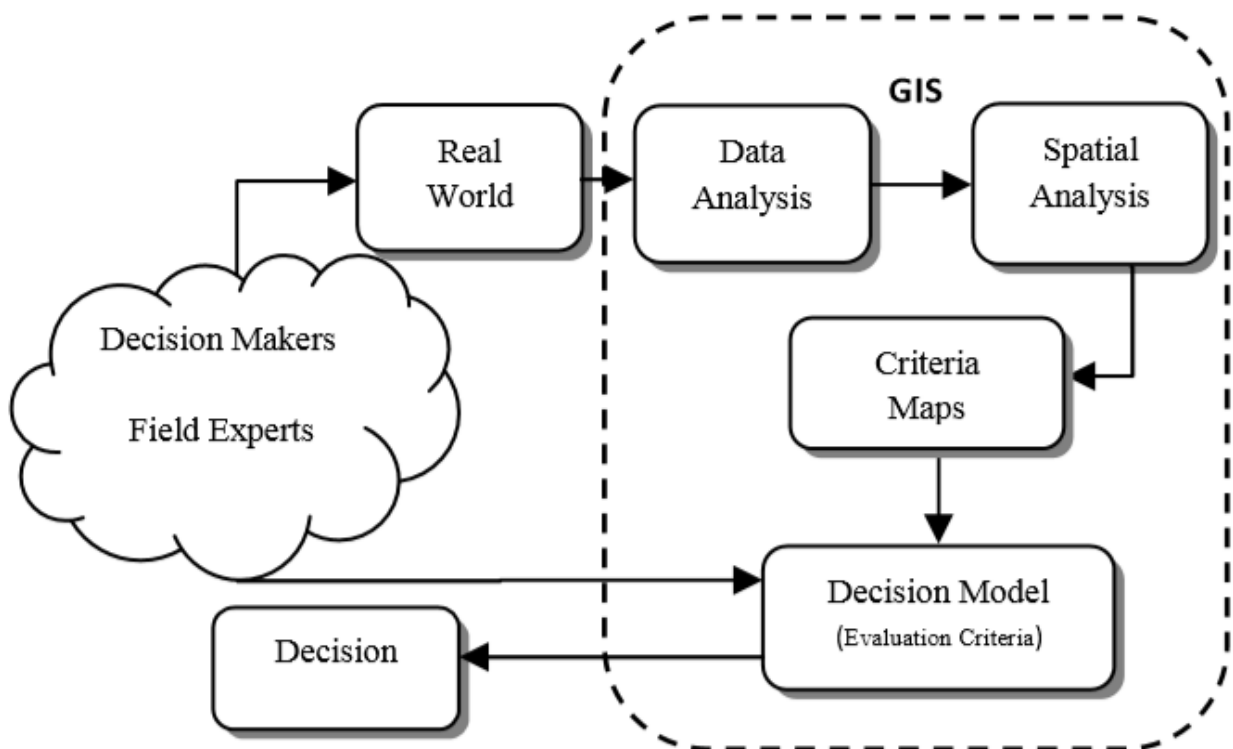 GIS
Real
World
Data
Analysis
Spatial
Analysis
Decision Makers
Field Experts
Criteria
Maps
Decision Model
(Evaluation Criteria)
Decision